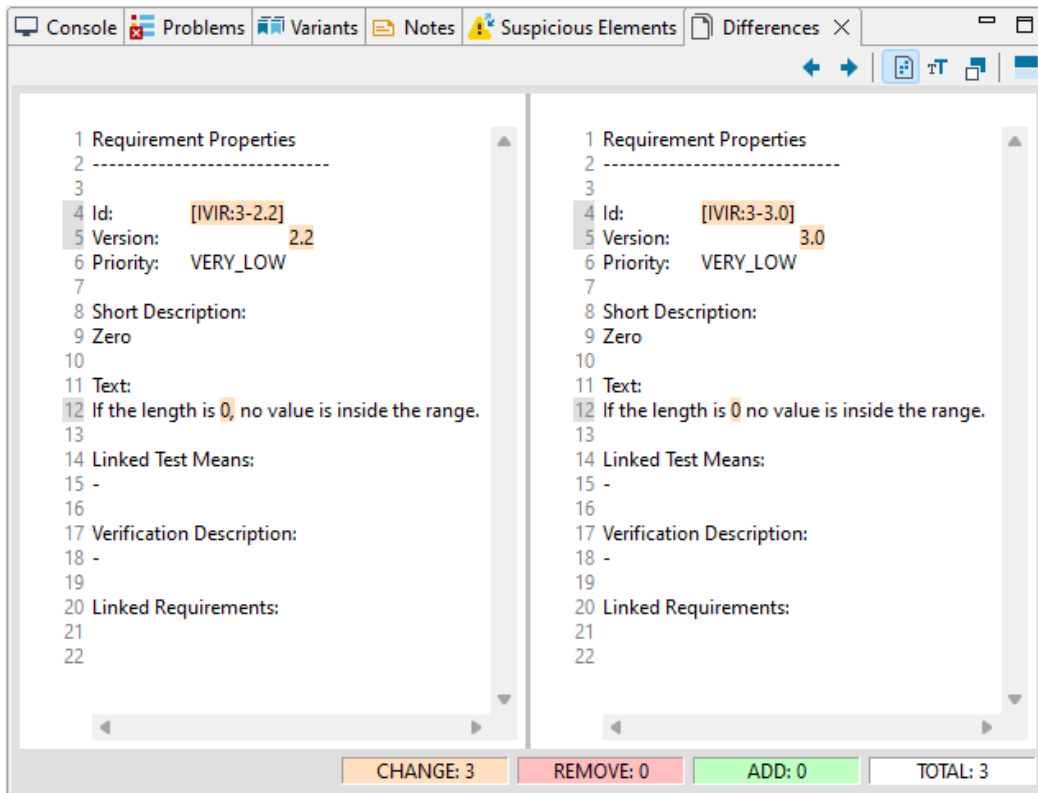 Console Problems Variants Notes Suspicious Elements Differences
TT
1 Requirement Properties
2 -----------------------------
3
4 Id: [IVIR:3-2.2]
5 Version: 2.2
6 Priority: VERY_LOW
7
8 Short Description:
9 Zero
10
11 Text:
12 If the length is 0, no value is inside the range.
13
14 Linked Test Means:
15 -
16
17 Verification Description:
18 -
19
20 Linked Requirements:
21
22
1 Requirement Properties
2 -----------------------------
3
4 Id: [IVIR:3-3.0]
5 Version: 3.0
6 Priority: VERY_LOW
7
8 Short Description:
9 Zero
10
11 Text:
12 If the length is 0 no value is inside the range.
13
14 Linked Test Means:
15 -
16
17 Verification Description:
18 -
19
20 Linked Requirements:
21
22
CHANGE: 3 REMOVE: 0 ADD: 0 TOTAL: 3